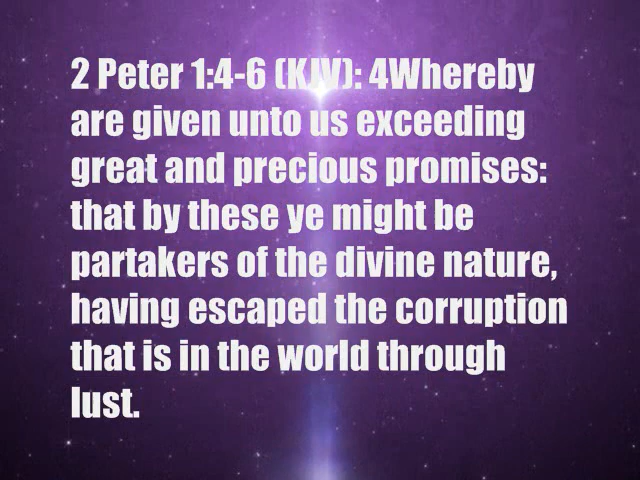 2 Peter 1:4-6 (KJV): 4Whereby
are given unto us exceeding
great and precious promises:
that by these ye might be
partakers of the divine nature,
having escaped the corruption
that is in the world through
lust.